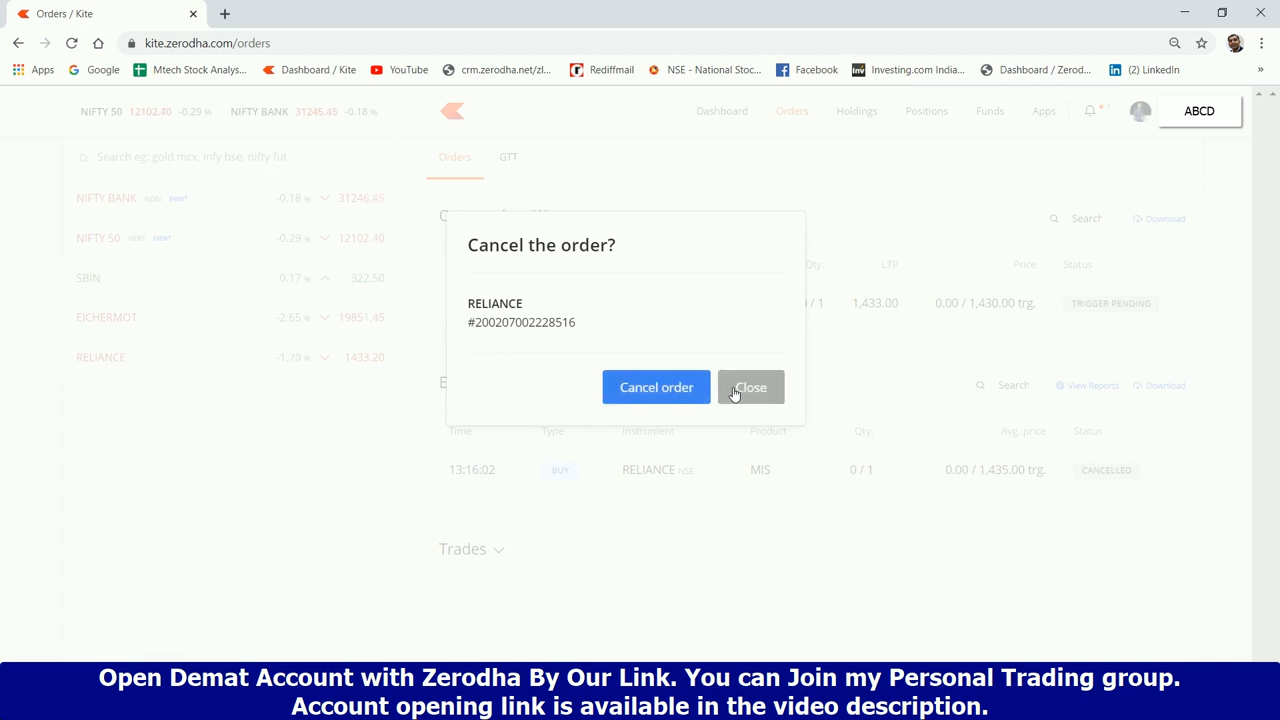 Orders / Kite
kite.zerodha.com/orders
Apps Google Mtech Stock Analys... Dashboard / Kite YouTube crm.zerodha.net/zl... Rediffmail NSE - National Stoc... Facebook Investing.com India... Dashboard / Zerod... (2) LinkedIn »
NIFTY 50 12102.40 -0.29 % NIFTY BANK 31245.45 -0.18 %
Dashboard Orders Holdings Positions Funds Apps ABCD
Search eg: gold mcx, infy bse, nifty fut
Orders GTT
NIFTY BANK INDEX EVENT -0.18 % 31246.45
Search Download
NIFTY 50 INDEX EVENT -0.29 % 12102.40
Cancel the order?
Qty. LTP Price Status
SBIN 0.17 % 322.50
RELIANCE
/ 1 1,433.00 0.00 / 1,430.00 trg. TRIGGER PENDING
EICHERMOT -2.65 % 19851.45
#200207002228516
RELIANCE 1433.20
Cancel order Close
Search View Reports Download
Time Type Instrument Product Qty. Avg. price Status
13:16:02 BUY RELIANCE NSE MIS 0 / 1 0.00 / 1,435.00 trg. CANCELLED
Trades
Open Demat Account with Zerodha By Our Link. You can Join my Personal Trading group.
Account opening link is available in the video description.